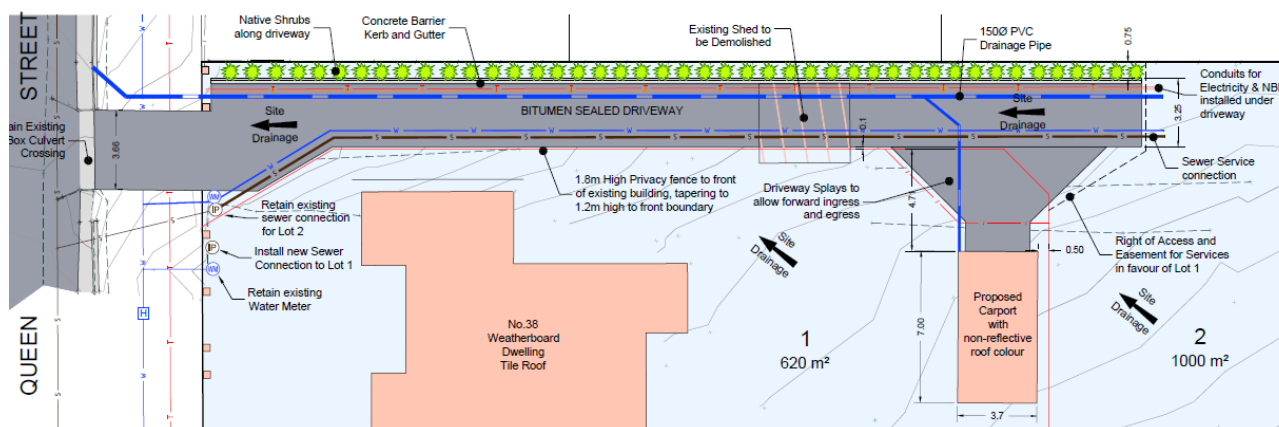 STREET
QUEEN
Native Shrubs
along driveway
Concrete Barrier
Kerb and Gutter
Existing Shed to
be Demolished
150Ø PVC
Drainage Pipe
0.75
Conduits for
Electricity & NBN
installed under
driveway
3.25
Site
Drainage
BITUMEN SEALED DRIVEWAY
Site
Drainage
ain Existing
Box Culvert
Crossing
3.66
0.1
Sewer Service
connection
1.8m High Privacy fence to front
of existing building, tapering to
1.2m high to front boundary
Driveway Splays to
allow forward ingress
and egress
4.7
WM
IP
Retain existing
sewer connection
for Lot 2
IP
Install new Sewer
Connection to Lot 1
WM
Retain existing
Water Meter
H
Site
Drainage
0.50
Right of Access and
Easement for Services
in favour of Lot 1
Site
Drainage
No.38
Weatherboard
Dwelling
Tile Roof
1
620 m²
7.00
Proposed
Carport
with
non-reflective
roof colour
3.7
2
1000 m²